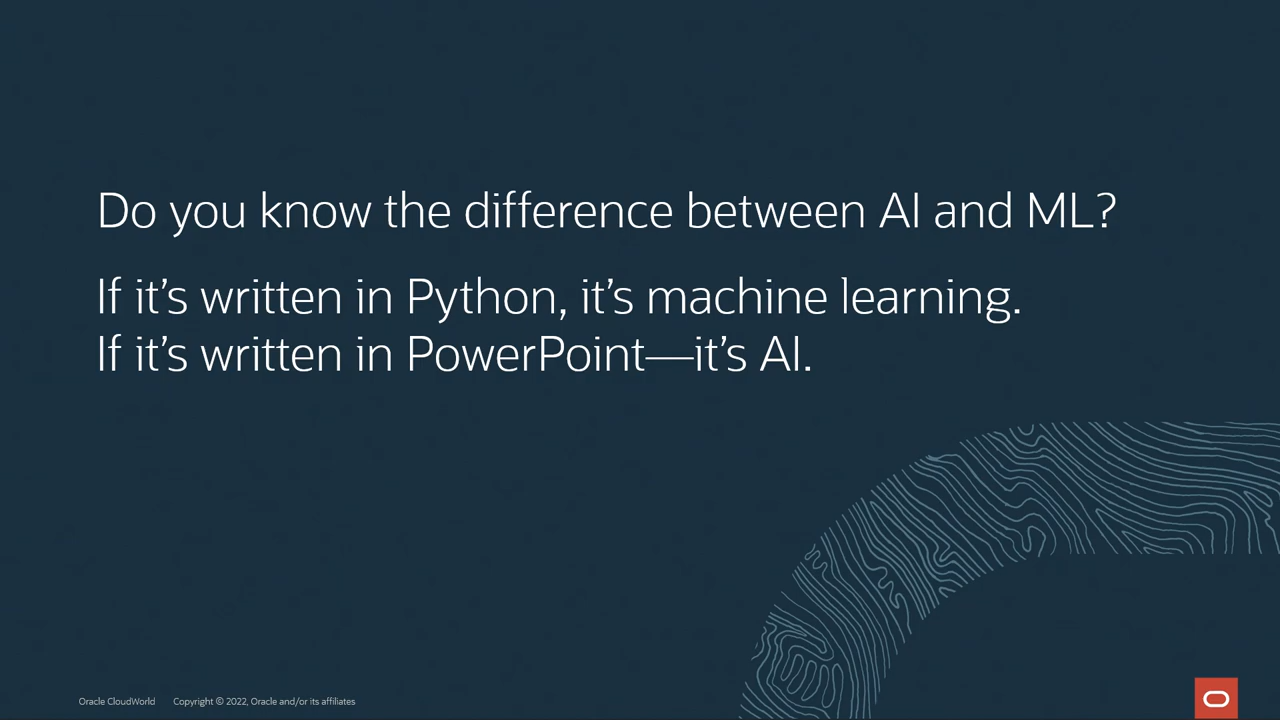 Do you know the difference between AI and ML?
If it’s written in Python, it’s machine learning.
If it’s written in PowerPoint—it’s AI.
Oracle CloudWorld Copyright © 2022, Oracle and/or its affiliates